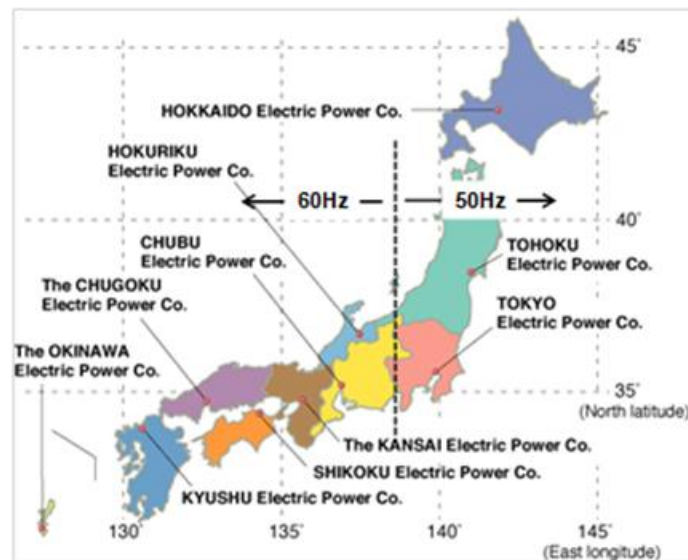 45°
HOKKAIDO Electric Power Co.
HOKURIKU
Electric Power Co.
60Hz
50Hz
40°
CHUBU
Electric Power Co.
TOHOKU
Electric Power Co.
The CHUGOKU
Electric Power Co.
TOKYO
Electric Power Co.
The OKINAWA
Electric Power Co.
35°
(North latitude)
The KANSAI Electric Power Co.
SHIKOKU Electric Power Co.
KYUSHU Electric Power Co.
130°
135°
140°
145°
(East longitude)